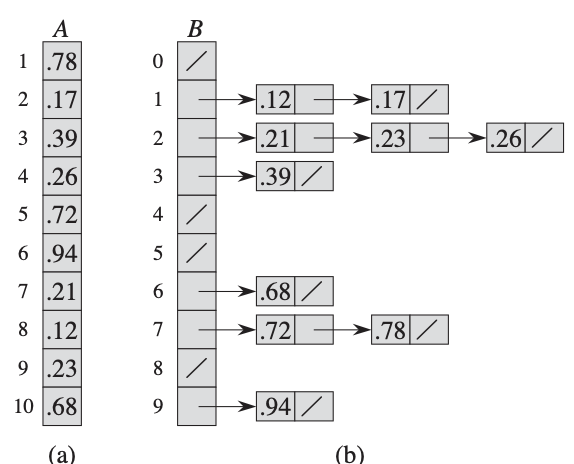 A B
1 .78 0 /
2 .17 1 .12 .17 /
3 .39 2 .21 .23 .26 /
4 .26 3 .39 /
5 .72 4 /
6 .94 5 /
7 .21 6 .68 /
8 .12 7 .72 .78 /
9 .23 8 /
10 .68 9 .94 /
(a) (b)